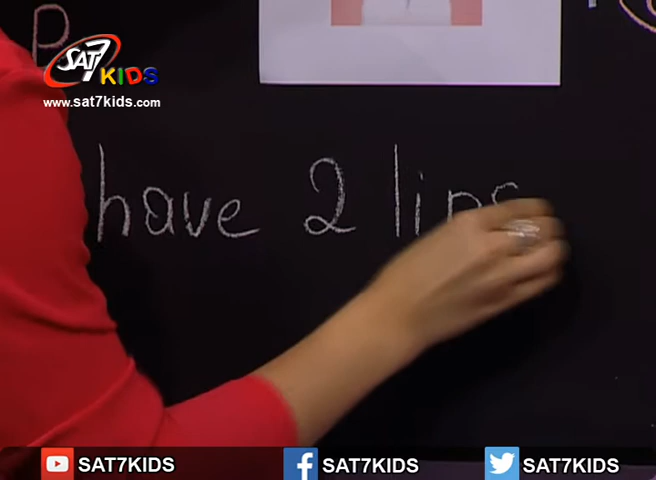 p
SAT7 KIDS
www.sat7kids.com
have 2 lips
SAT7KIDS SAT7KIDS SAT7KIDS